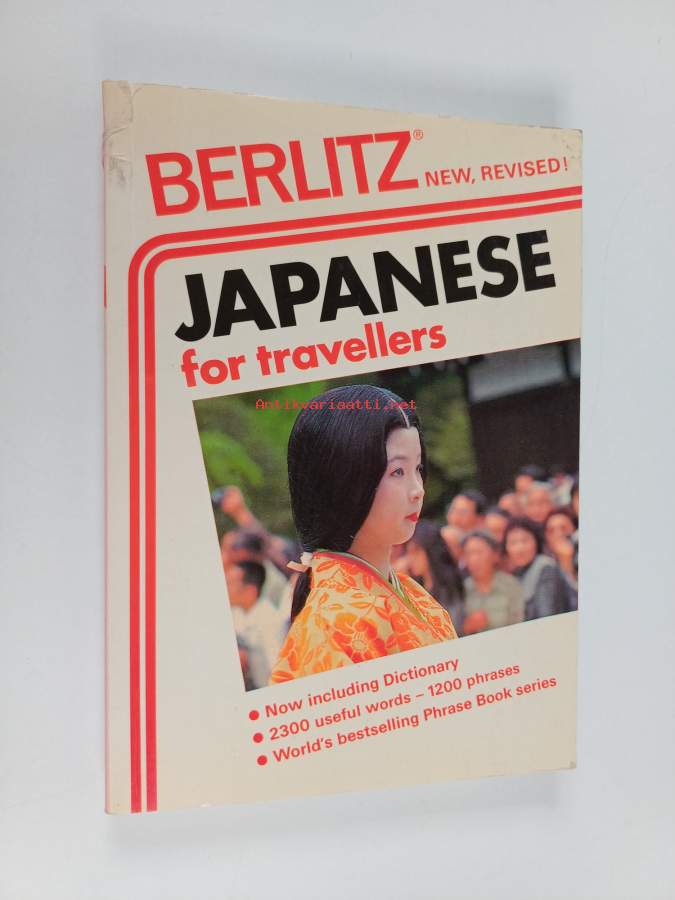 BERLITZ® NEW, REVISED!
JAPANESE
for travellers
Antikvariaatti.net
• Now including Dictionary
• 2300 useful words – 1200 phrases
• World's bestselling Phrase Book series